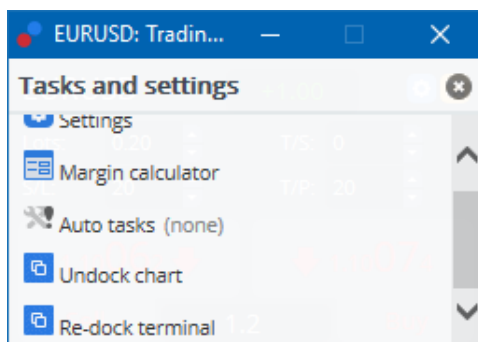 EURUSD: Tradin...
Tasks and settings
Settings
Margin calculator
Auto tasks (none)
Undock chart
Re-dock terminal